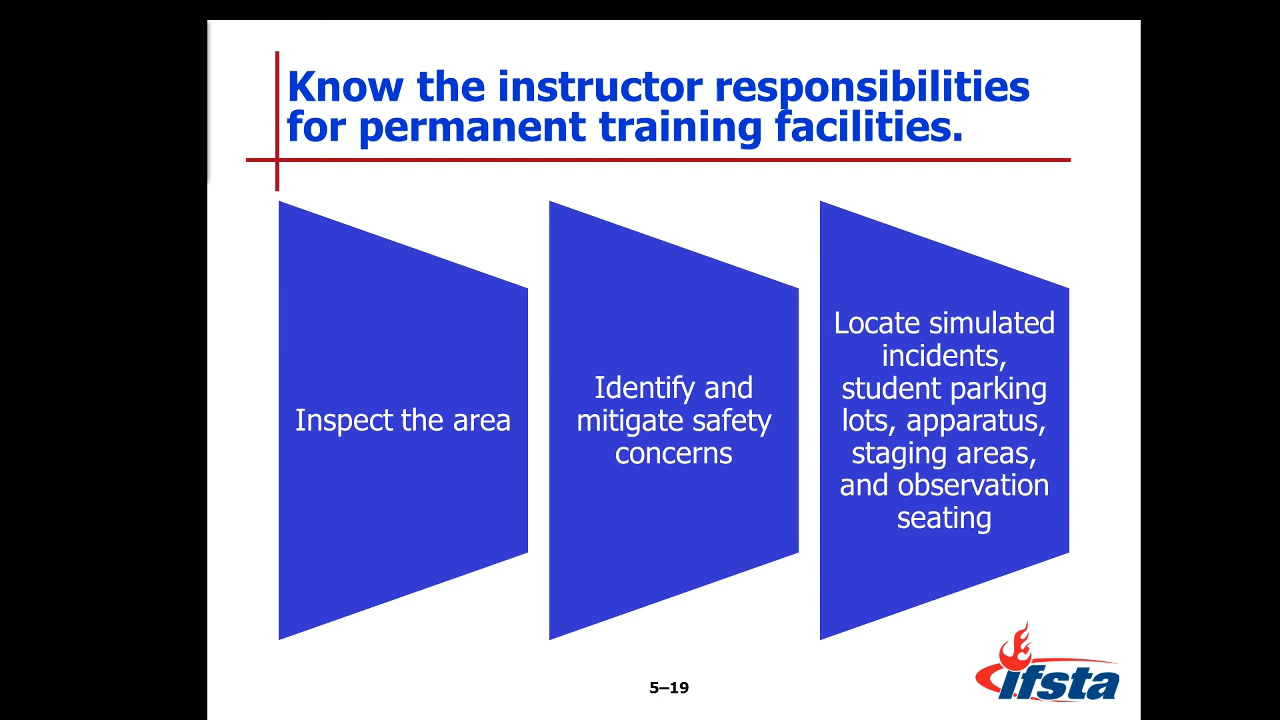 Know the instructor responsibilities
for permanent training facilities.
Inspect the area
Identify and
mitigate safety
concerns
Locate simulated
incidents,
student parking
lots, apparatus,
staging areas,
and observation
seating
5–19
ifsta